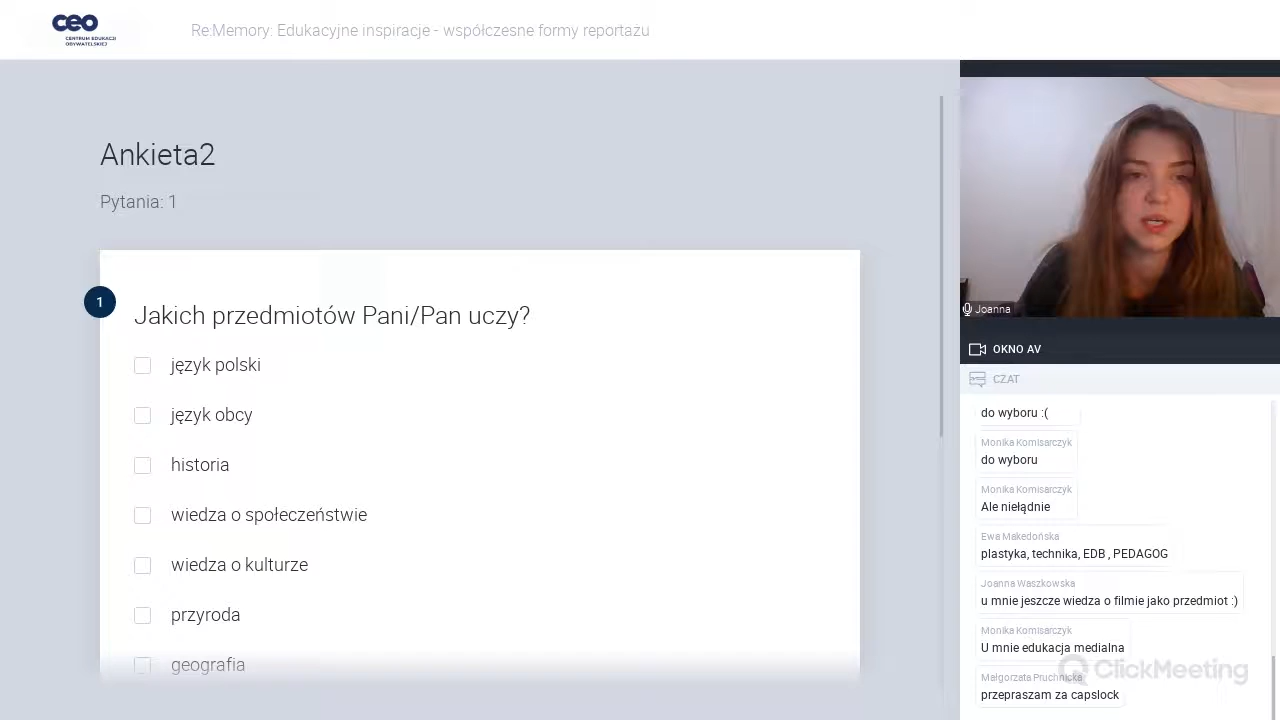 ceo
CENTRUM EDUKACJI
OBYWATELSKIEJ
Re:Memory: Edukacyjne inspiracje - współczesne formy reportażu
Ankieta2
Pytania: 1
1
Jakich przedmiotów Pani/Pan uczy?
język polski
język obcy
historia
wiedza o społeczeństwie
wiedza o kulturze
przyroda
geografia
Joanna
OKNO AV
CZAT
do wyboru :(
Monika Komisarczyk
do wyboru
Monika Komisarczyk
Ale niełądnie
Ewa Makedońska
plastyka, technika, EDB , PEDAGOG
Joanna Waszkowska
u mnie jeszcze wiedza o filmie jako przedmiot :)
Monika Komisarczyk
U mnie edukacja medialna
Małgorzata Pruchnicka
przepraszam za capslock
ClickMeeting